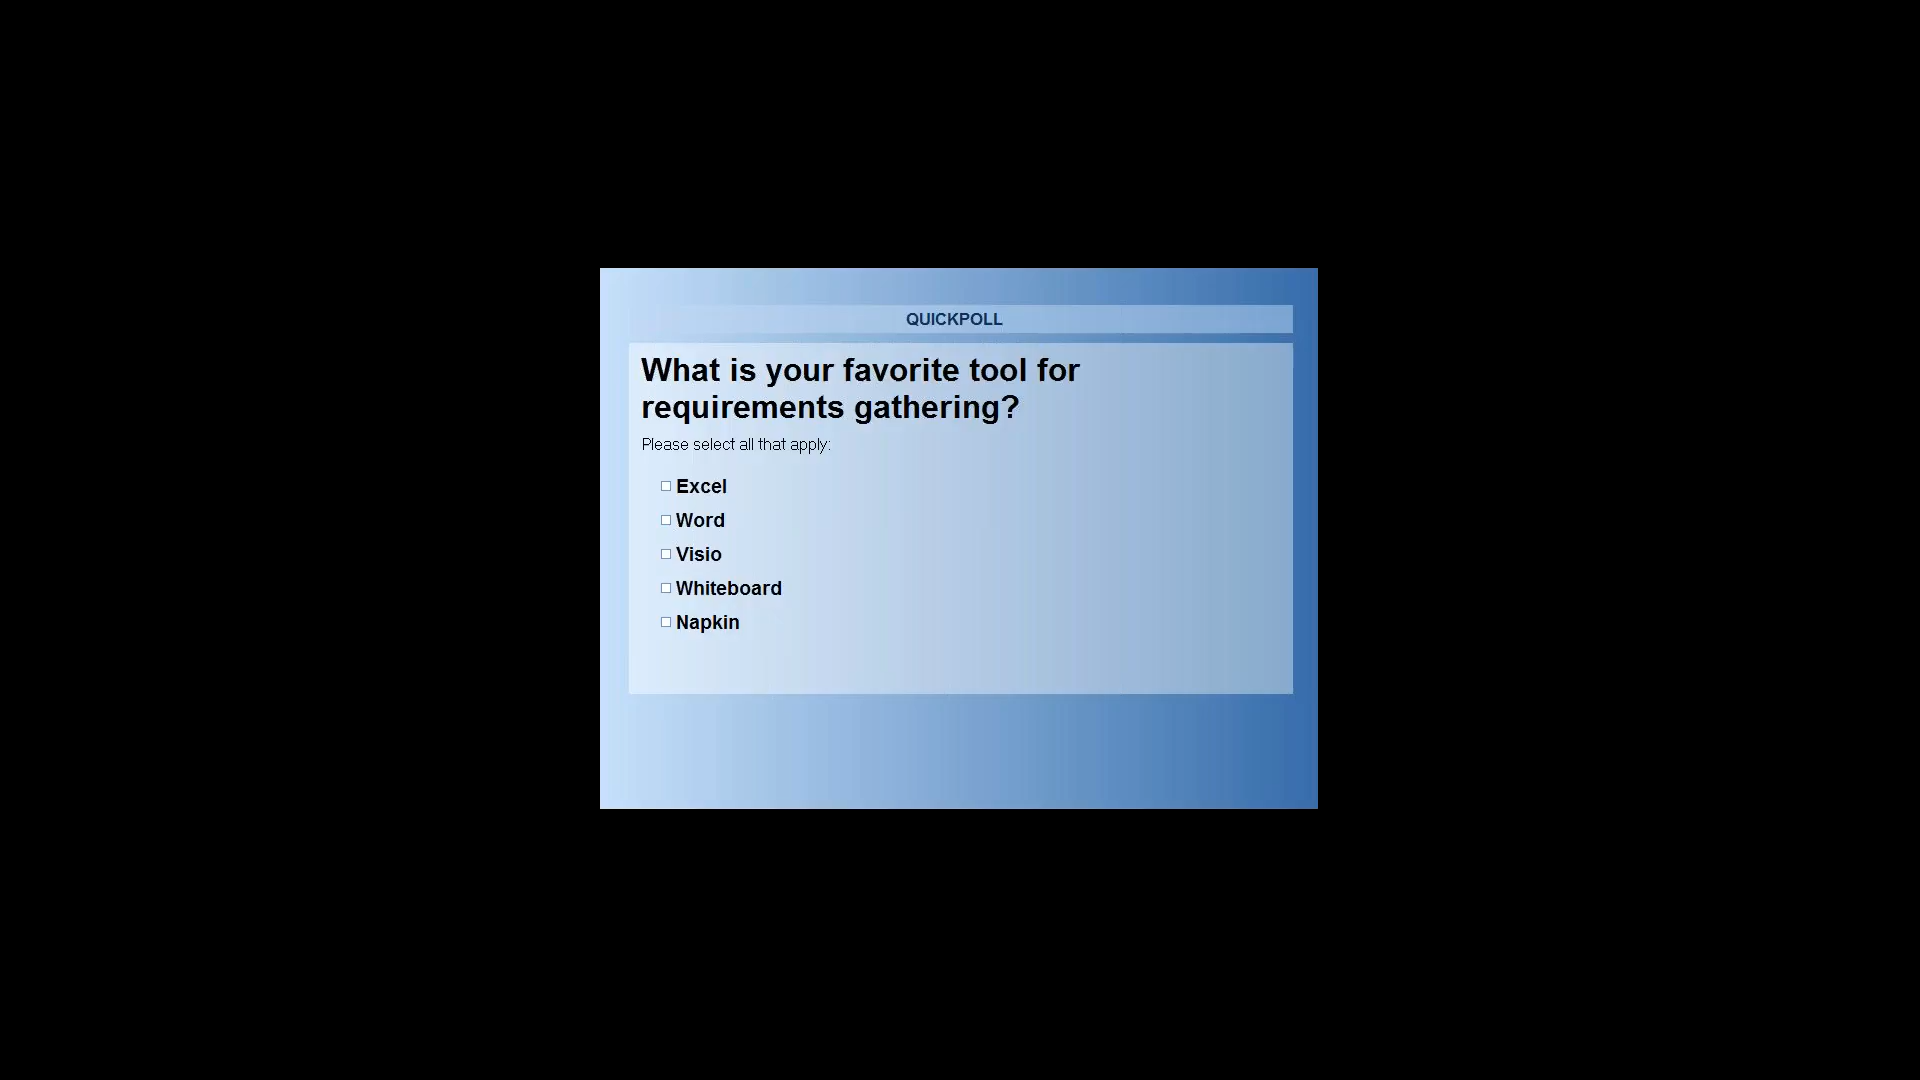 QUICKPOLL
What is your favorite tool for
requirements gathering?
Please select all that apply:
Excel
Word
Visio
Whiteboard
Napkin